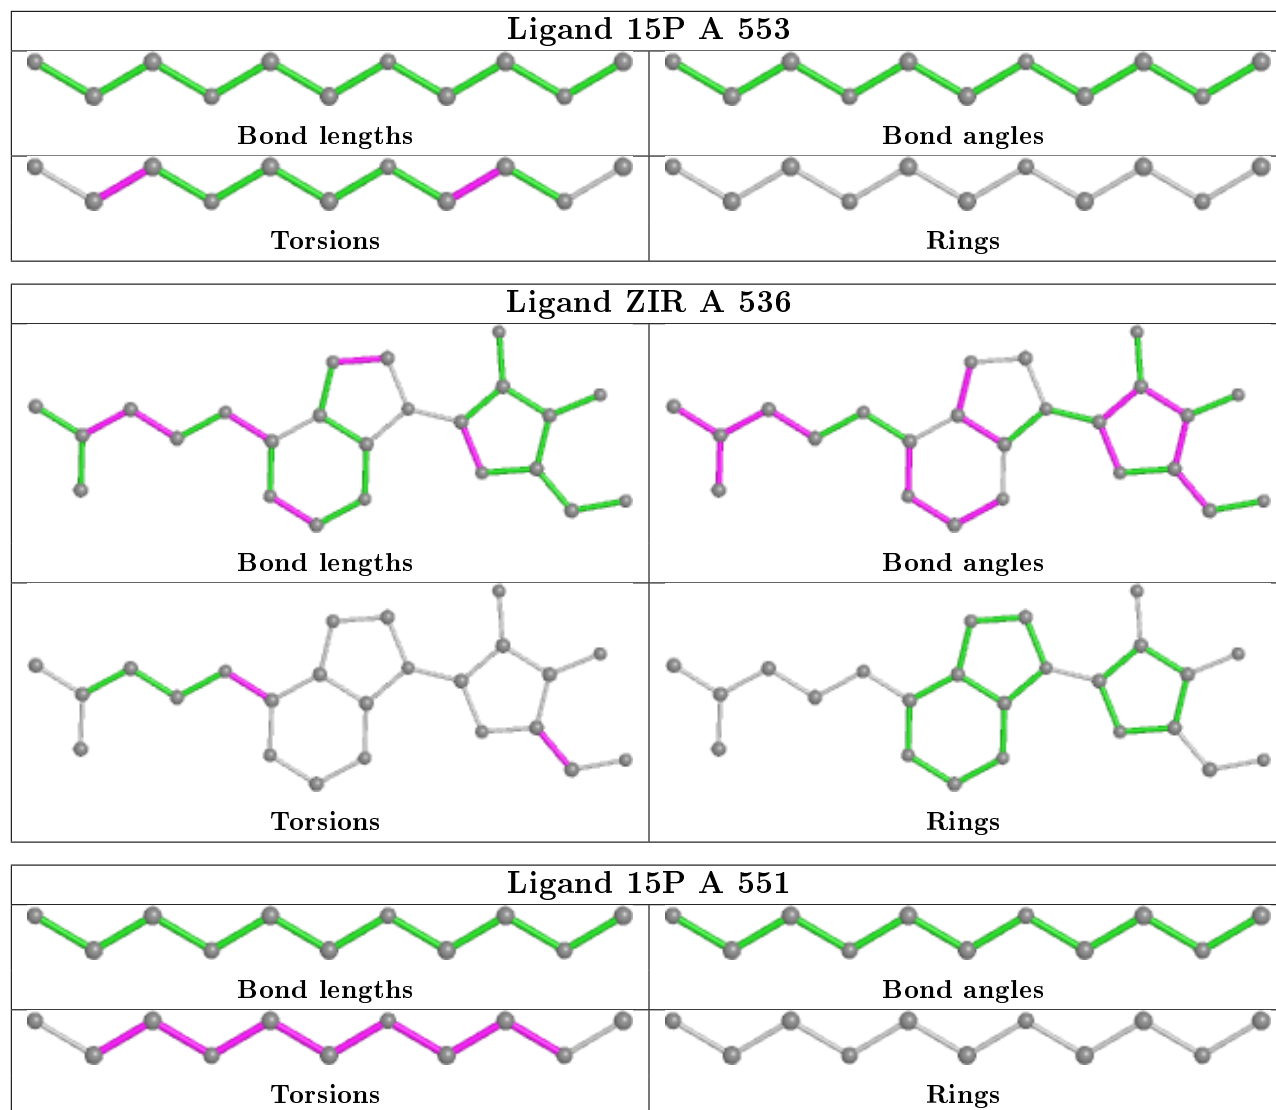 Ligand 15P A 553
Bond lengths Bond angles
Torsions Rings
Ligand ZIR A 536
Bond lengths Bond angles
Torsions Rings
Ligand 15P A 551
Bond lengths Bond angles
Torsions Rings